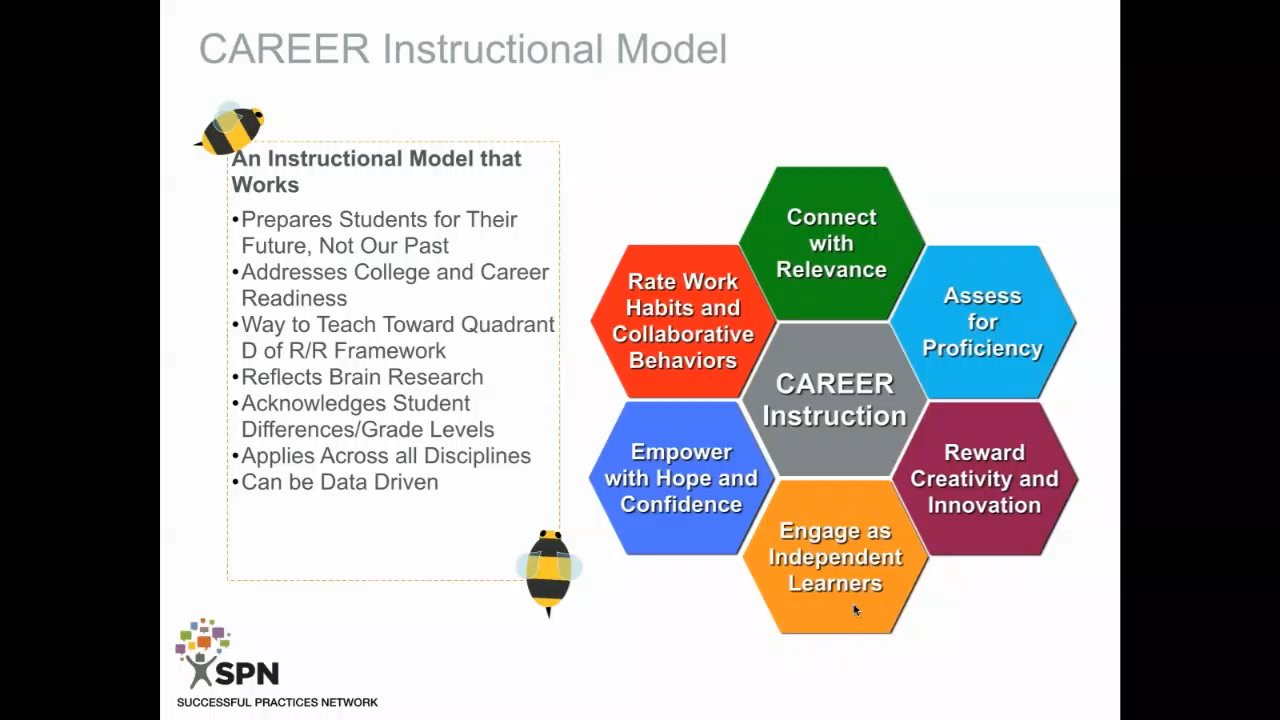 CAREER Instructional Model
An Instructional Model that
Works
•Prepares Students for Their
Future, Not Our Past
•Addresses College and Career
Readiness
•Way to Teach Toward Quadrant
D of R/R Framework
•Reflects Brain Research
•Acknowledges Student
Differences/Grade Levels
•Applies Across all Disciplines
•Can be Data Driven
Connect
with
Relevance
Assess
for
Proficiency
Reward
Creativity and
Innovation
Engage as
Independent
Learners
Empower
with Hope and
Confidence
Rate Work
Habits and
Collaborative
Behaviors
CAREER
Instruction
SPN
SUCCESSFUL PRACTICES NETWORK